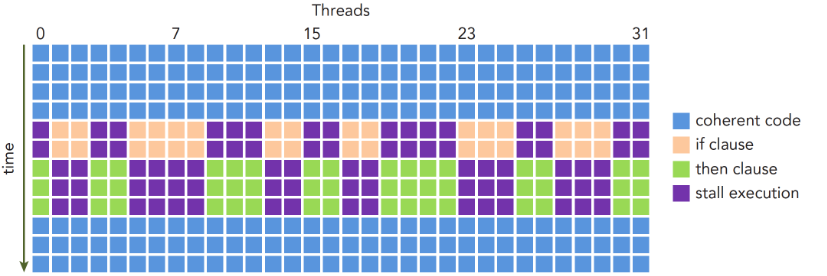 Threads
0 7 15 23 31
time
coherent code
if clause
then clause
stall execution